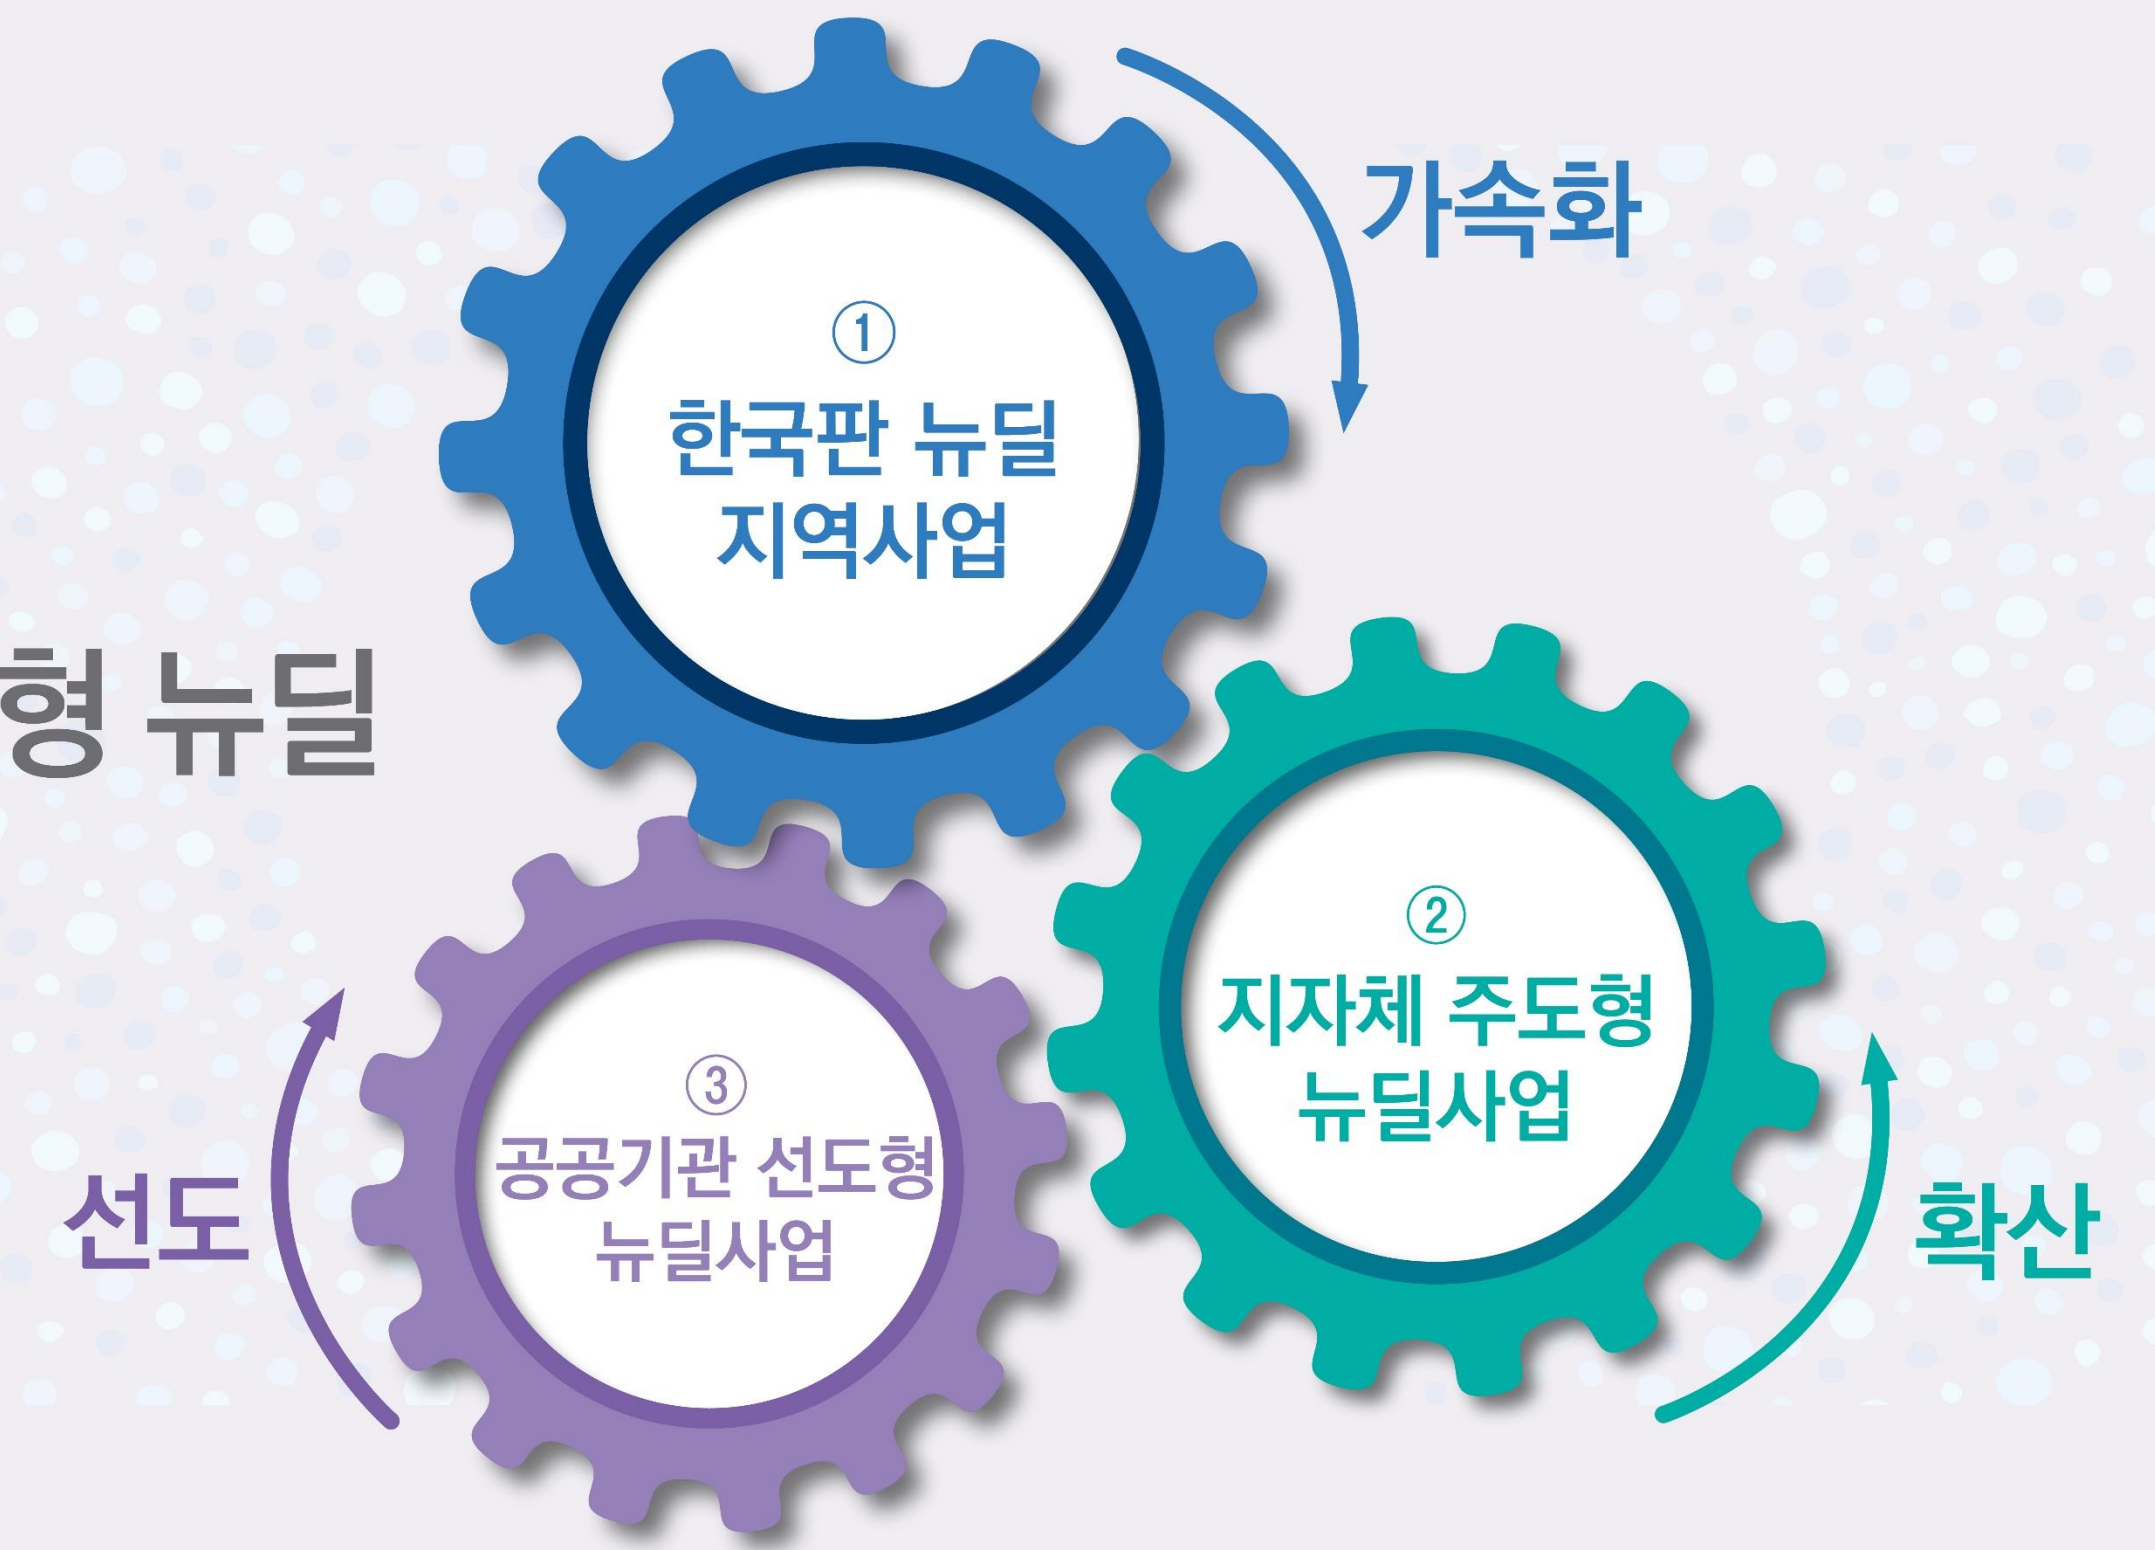 가속화
①
한국판 뉴딜
지역사업
형 뉴딜
②
지자체 주도형
뉴딜사업
③
공공기관 선도형
뉴딜사업
선도
확산